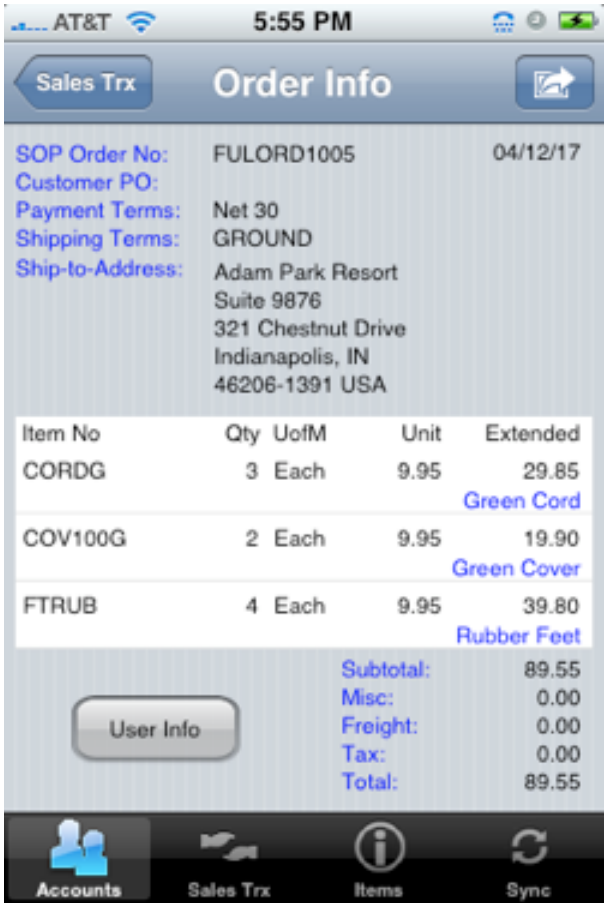 AT&T 5:55 PM
Sales Trx Order Info
SOP Order No: FULORD1005 04/12/17
Customer PO:
Payment Terms: Net 30
Shipping Terms: GROUND
Ship-to-Address: Adam Park Resort
Suite 9876
321 Chestnut Drive
Indianapolis, IN
46206-1391 USA
Item No Qty UofM Unit Extended
CORDG 3 Each 9.95 29.85
Green Cord
COV100G 2 Each 9.95 19.90
Green Cover
FTRUB 4 Each 9.95 39.80
Rubber Feet
Subtotal: 89.55
Misc: 0.00
User Info Freight: 0.00
Tax: 0.00
Total: 89.55
Accounts Sales Trx Items Sync